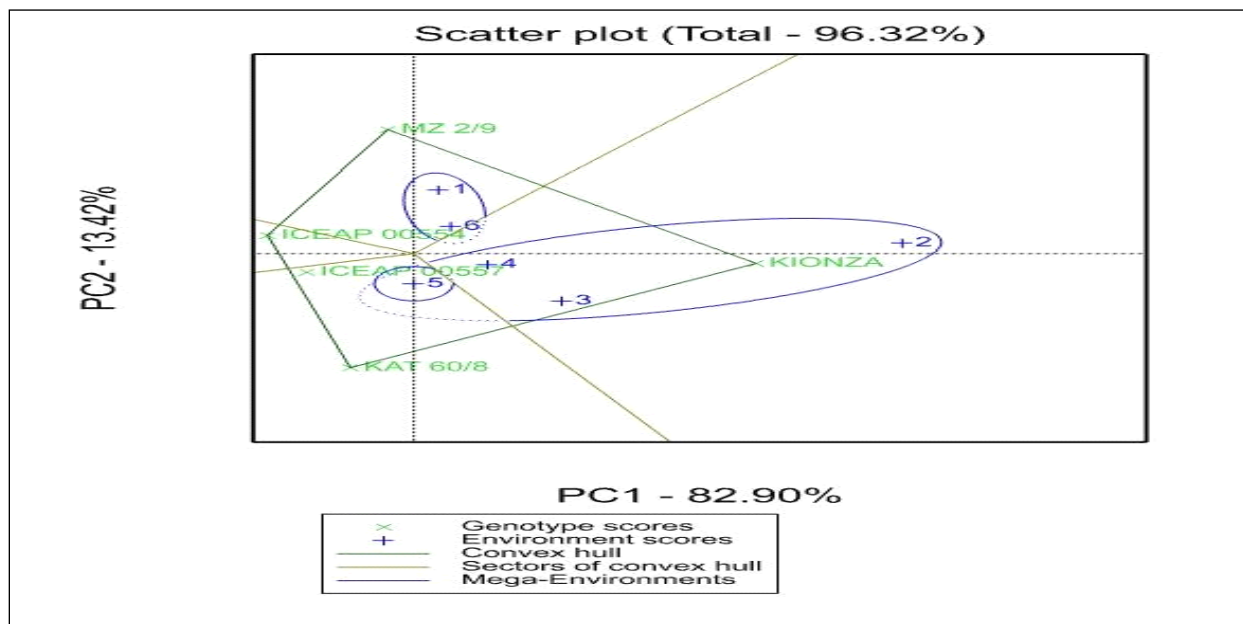 Scatter plot (Total - 96.32%)
MZ 2/9
1
6
ICEAP 00554
2
4
KIONZA
ICEAP 00557
5
3
KAT 60/8
PC2 - 13.42%
PC1 - 82.90%
Genotype scores
Environment scores
Convex hull
Sectors of convex hull
Mega-Environments